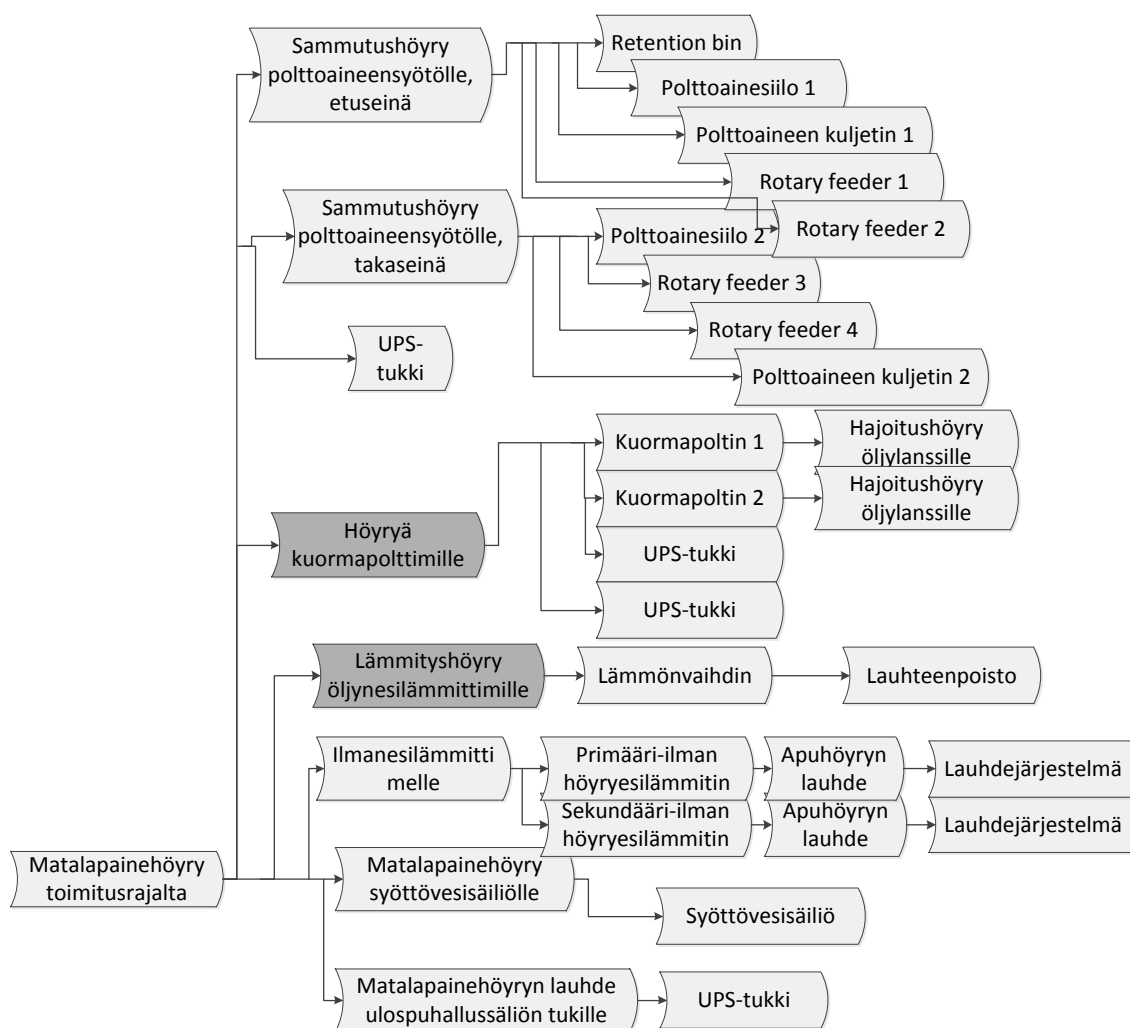 Sammutushöyry
polttoaineensyötölle,
etuseinä
Retention bin
Polttoainesiilo 1
Polttoaineen kuljetin 1
Rotary feeder 1
Rotary feeder 2
Sammutushöyry
polttoaineensyötölle,
takaseinä
Polttoainesiilo 2
Rotary feeder 3
Rotary feeder 4
Polttoaineen kuljetin 2
UPS-
tukki
Höyryä
kuormapolttimille
Kuormapoltin 1
Hajoitushöyry
öljylanssille
Kuormapoltin 2
Hajoitushöyry
öljylanssille
UPS-tukki
UPS-tukki
Lämmityshöyry
öljynesilämmittimille
Lämmönvaihdin
Lauhteenpoisto
Ilmanesilämmitti
melle
Primääri-ilman
höyryesilämmitin
Apuhöyryn
lauhde
Lauhdejärjestelmä
Sekundääri-ilman
höyryesilämmitin
Apuhöyryn
lauhde
Lauhdejärjestelmä
Matalapainehöyry
toimitusrajalta
Matalapainehöyry
syöttövesisäiliölle
Syöttövesisäiliö
Matalapainehöyryn lauhde
ulospuhallussäliön tukille
UPS-tukki